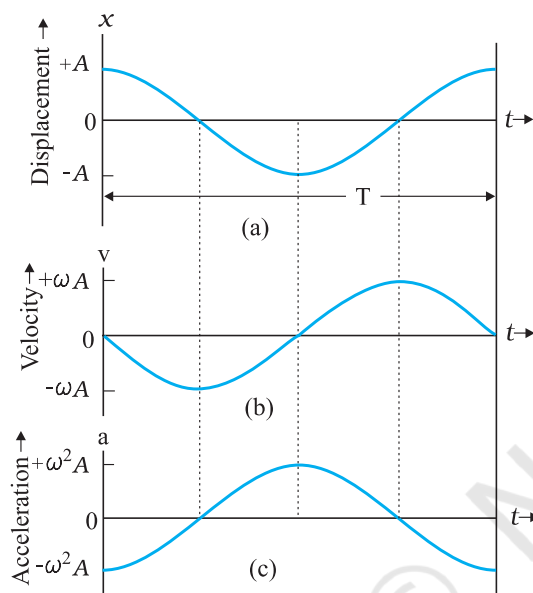 x
Displacement→
+A
0
t→
-A
T
(a)
v
Velocity→
+ωA
0
t→
-ωA
(b)
a
Acceleration→
+ω²A
0
t→
-ω²A
(c)
© N